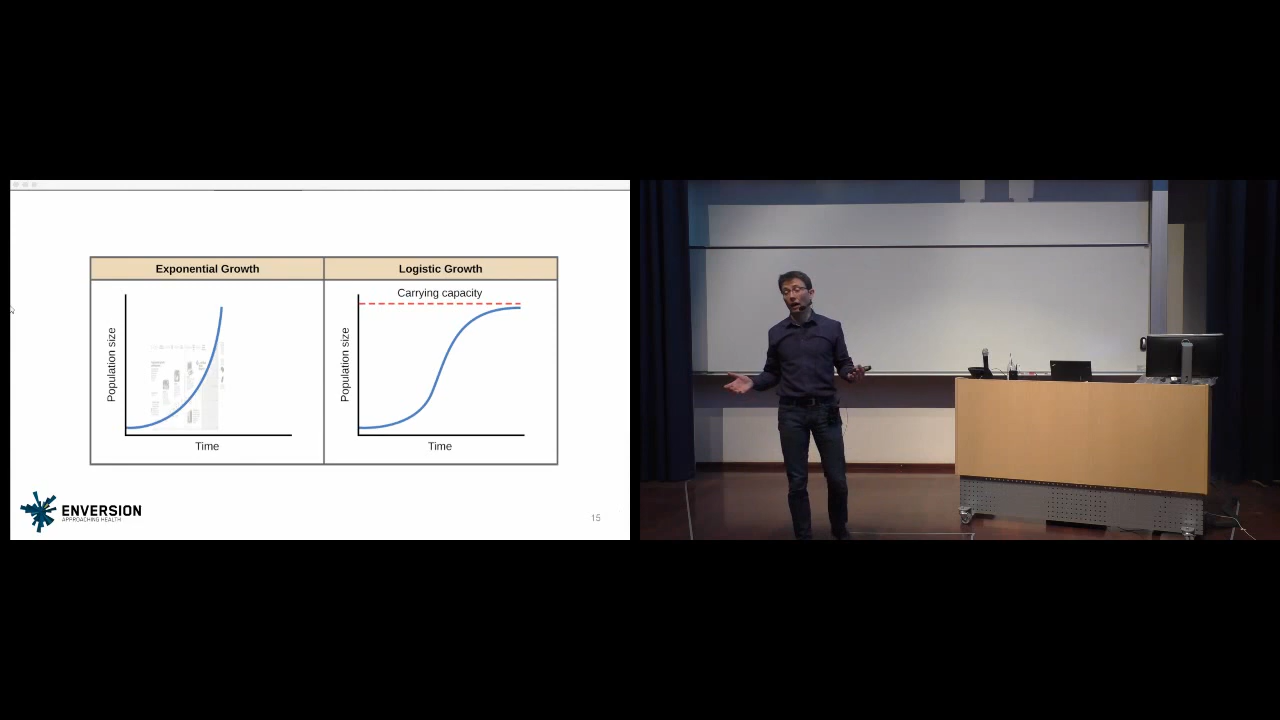 Exponential Growth
Logistic Growth
Carrying capacity
Population size
Time
Population size
Time
ENVERSION
APPROACHING HEALTH
15